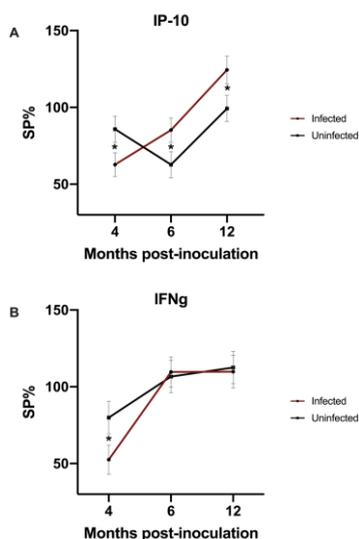 A
IP-10
150
100
50
SP%
*
*
*
4
6
12
Months post-inoculation
Infected
Uninfected
B
IFNg
150
100
50
SP%
*
4
6
12
Months post-inoculation
Infected
Uninfected